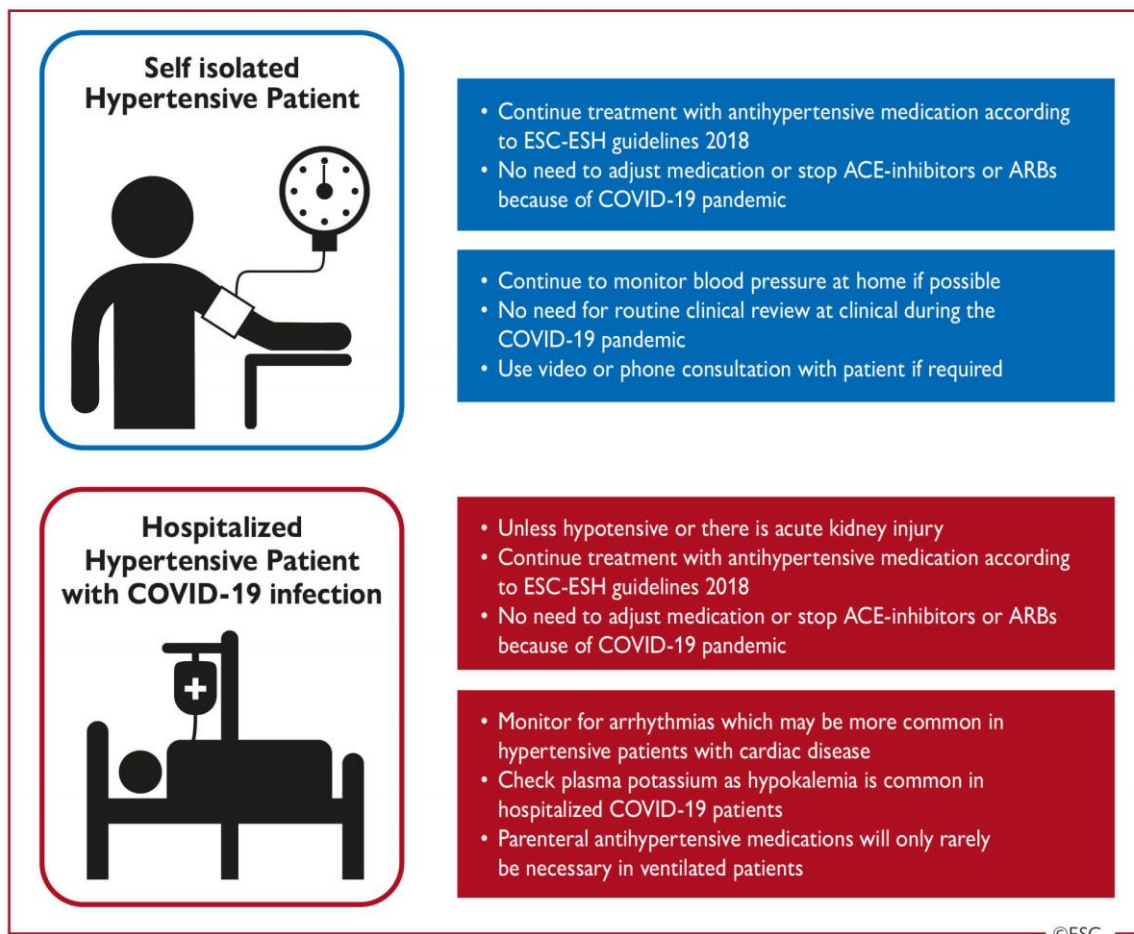 Self isolated
Hypertensive Patient
• Continue treatment with antihypertensive medication according
to ESC-ESH guidelines 2018
• No need to adjust medication or stop ACE-inhibitors or ARBs
because of COVID-19 pandemic
• Continue to monitor blood pressure at home if possible
• No need for routine clinical review at clinical during the
COVID-19 pandemic
• Use video or phone consultation with patient if required
Hospitalized
Hypertensive Patient
with COVID-19 infection
• Unless hypotensive or there is acute kidney injury
• Continue treatment with antihypertensive medication according
to ESC-ESH guidelines 2018
• No need to adjust medication or stop ACE-inhibitors or ARBs
because of COVID-19 pandemic
• Monitor for arrhythmias which may be more common in
hypertensive patients with cardiac disease
• Check plasma potassium as hypokalemia is common in
hospitalized COVID-19 patients
• Parenteral antihypertensive medications will only rarely
be necessary in ventilated patients
©ESC